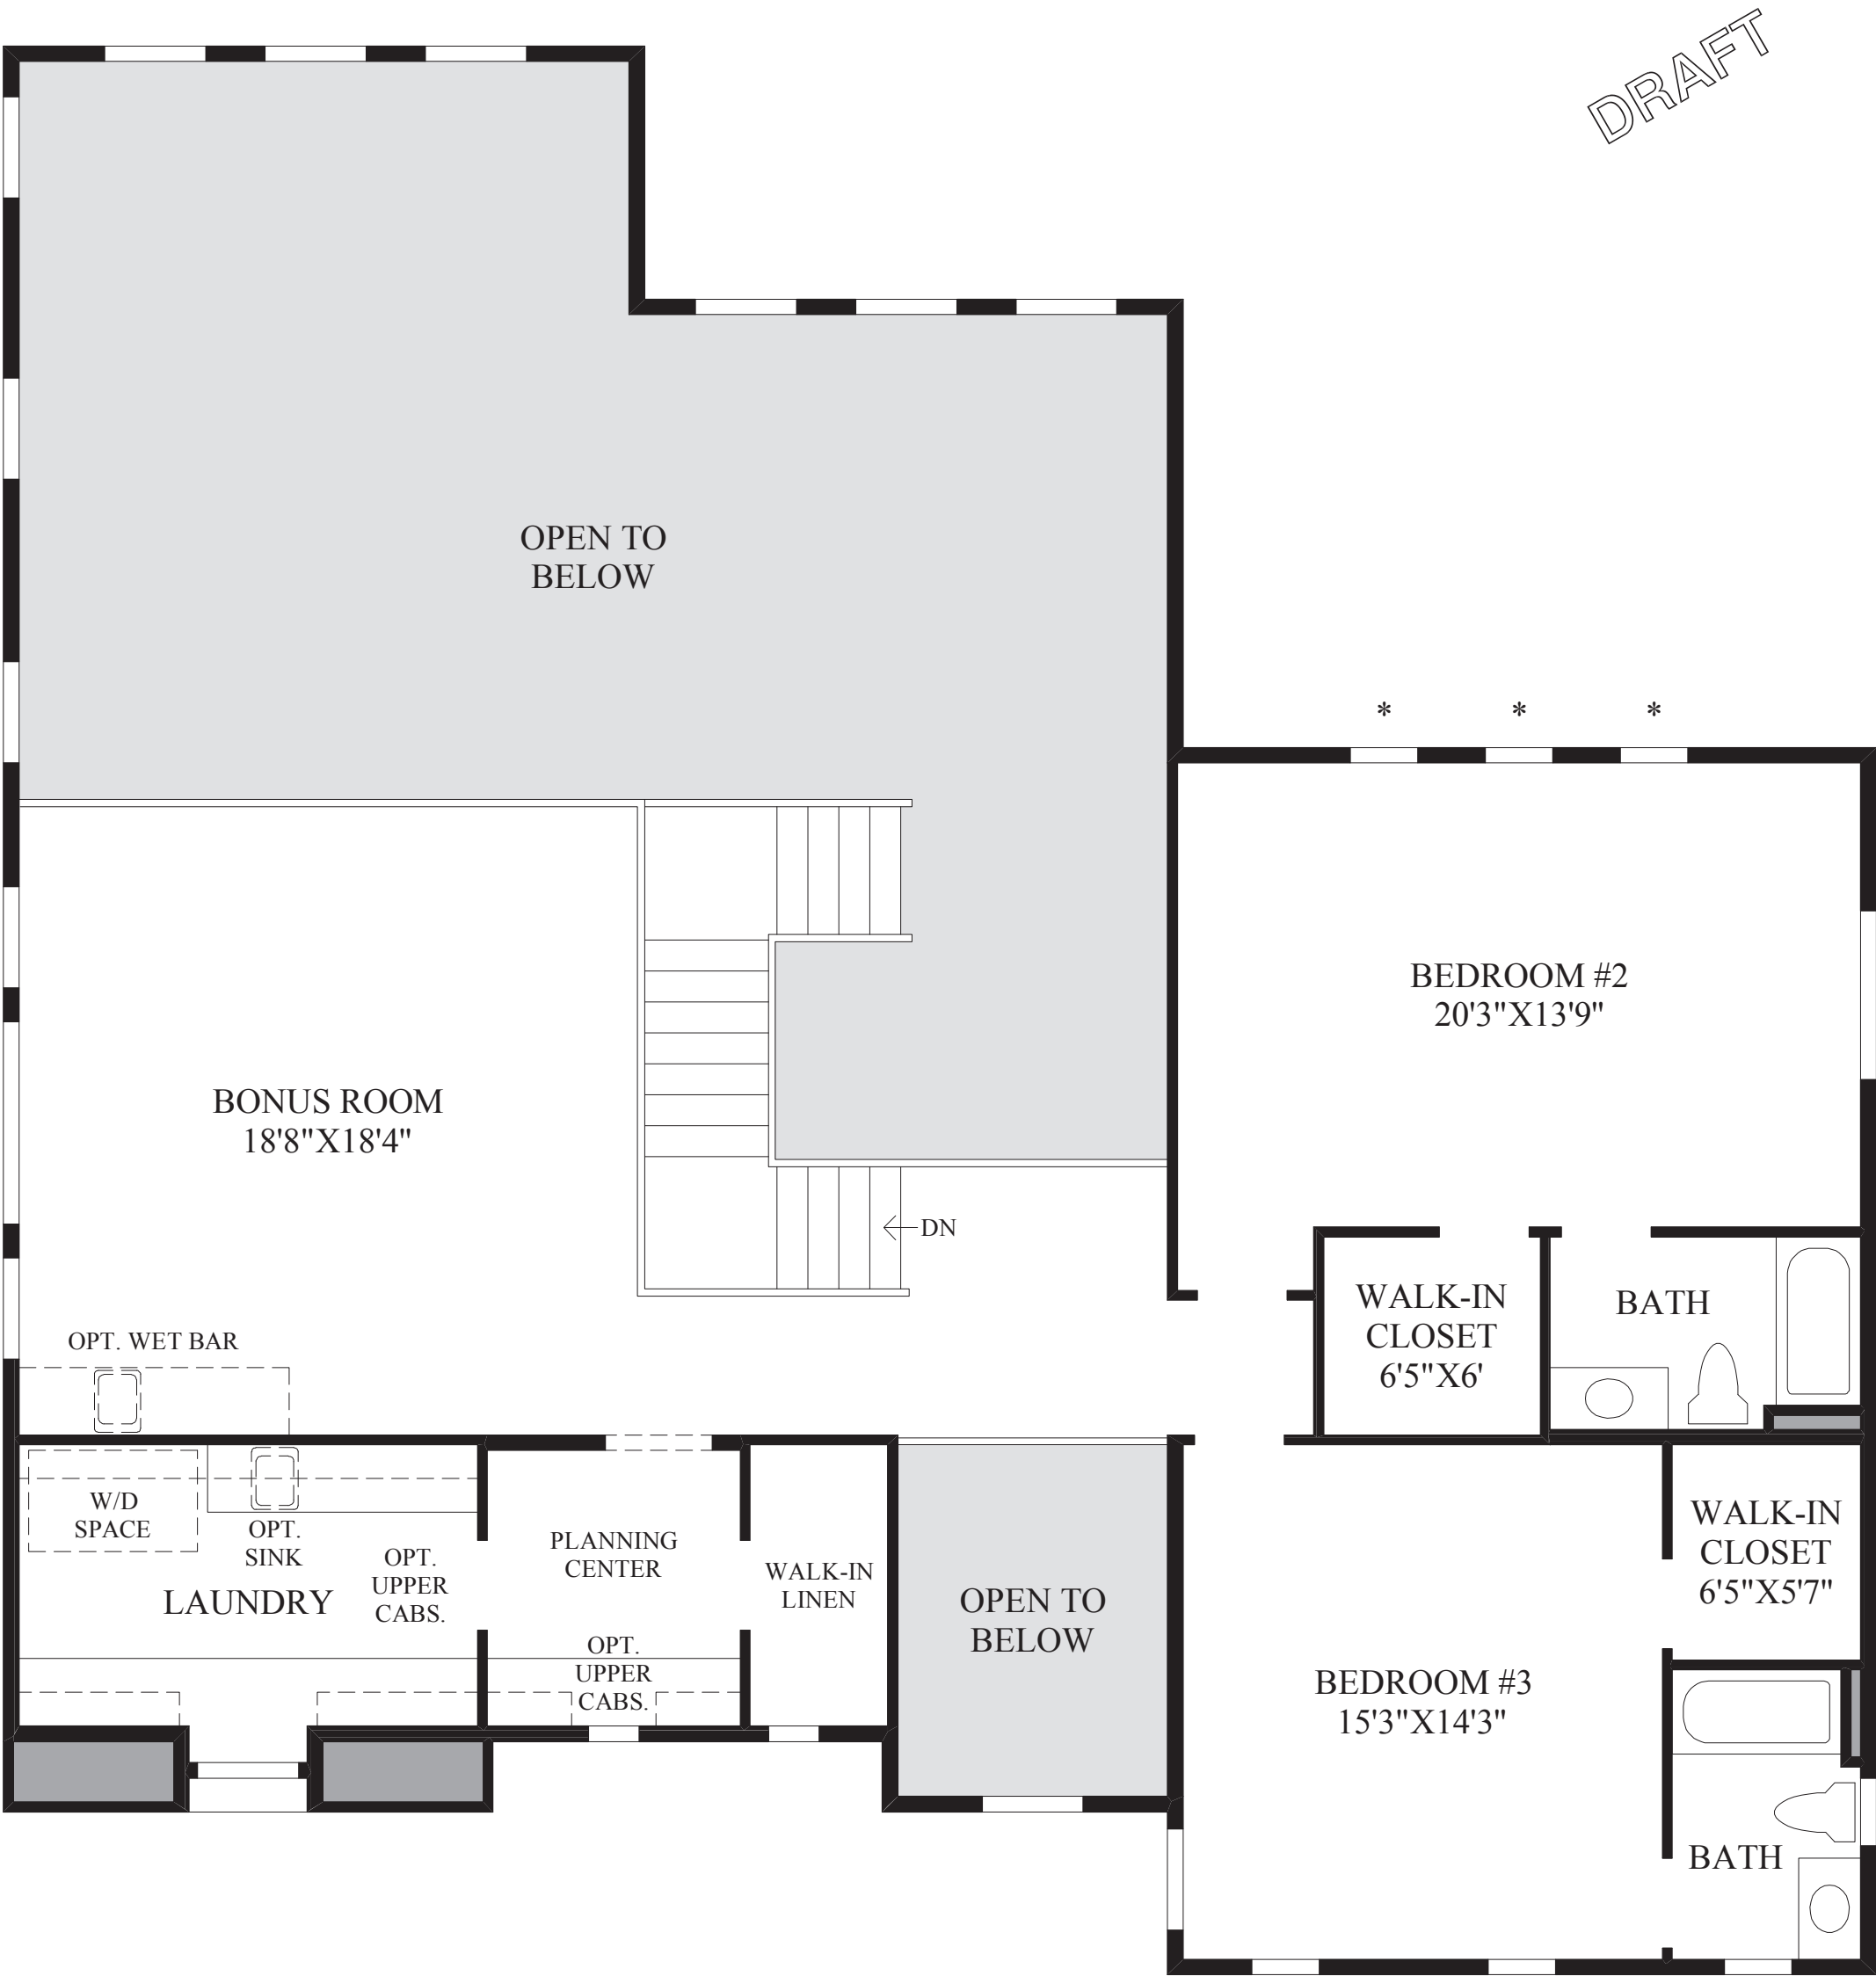 DRAFT
OPEN TO
BELOW
*
*
*
BEDROOM #2
20'3"X13'9"
BONUS ROOM
18'8"X18'4"
DN
WALK-IN
CLOSET
6'5"X6'
BATH
OPT. WET BAR
W/D
SPACE
OPT.
SINK
LAUNDRY
OPT.
UPPER
CABS.
PLANNING
CENTER
OPT.
UPPER
CABS.
WALK-IN
LINEN
OPEN TO
BELOW
WALK-IN
CLOSET
6'5"X5'7"
BEDROOM #3
15'3"X14'3"
BATH